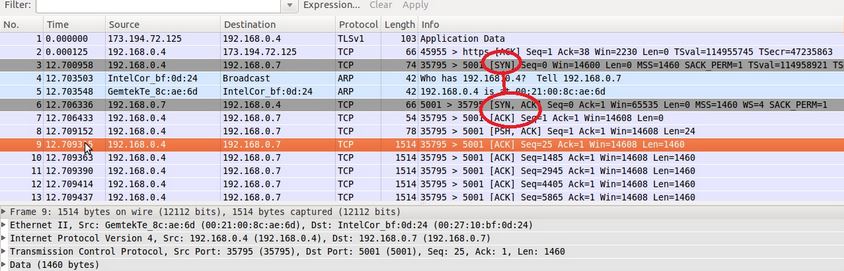 Filter: Expression... Clear Apply
No. Time Source Destination Protocol Length Info
1 0.000000 173.194.72.125 192.168.0.4 TLSv1 103 Application Data
2 0.000125 192.168.0.4 173.194.72.125 TCP 66 45955 > https [ACK] Seq=1 Ack=38 Win=2230 Len=0 TSval=114955745 TSecr=47235863
3 12.700958 192.168.0.4 192.168.0.7 TCP 74 35795 > 5001 [SYN] Seq=0 Win=14600 Len=0 MSS=1460 SACK_PERM=1 TSval=114958921 TS
4 12.703503 IntelCor_bf:0d:24 Broadcast ARP 42 Who has 192.168.0.4? Tell 192.168.0.7
5 12.703548 GemtekTe_8c:ae:6d IntelCor_bf:0d:24 ARP 42 192.168.0.4 is at 00:21:00:8c:ae:6d
6 12.706336 192.168.0.7 192.168.0.4 TCP 66 5001 > 35795 [SYN, ACK] Seq=0 Ack=1 Win=65535 Len=0 MSS=1460 WS=4 SACK_PERM=1
7 12.706433 192.168.0.4 192.168.0.7 TCP 54 35795 > 5001 [ACK] Seq=1 Ack=1 Win=14608 Len=0
8 12.709152 192.168.0.4 192.168.0.7 TCP 78 35795 > 5001 [PSH, ACK] Seq=1 Ack=1 Win=14608 Len=24
9 192.168.0.4 192.168.0.7 TCP 1514 35795 > 5001 [ACK] Seq=25 Ack=1 Win=14608 Len=1460
10 12.709363 192.168.0.4 192.168.0.7 TCP 1514 35795 > 5001 [ACK] Seq=1485 Ack=1 Win=14608 Len=1460
11 12.709390 192.168.0.4 192.168.0.7 TCP 1514 35795 > 5001 [ACK] Seq=2945 Ack=1 Win=14608 Len=1460
12 12.709414 192.168.0.4 192.168.0.7 TCP 1514 35795 > 5001 [ACK] Seq=4405 Ack=1 Win=14608 Len=1460
13 12.709437 192.168.0.4 192.168.0.7 TCP 1514 35795 > 5001 [ACK] Seq=5865 Ack=1 Win=14608 Len=1460
Frame 9: 1514 bytes on wire (12112 bits), 1514 bytes captured (12112 bits)
Ethernet II, Src: GemtekTe_8c:ae:6d (00:21:00:8c:ae:6d), Dst: IntelCor_bf:0d:24 (00:27:10:bf:0d:24)
Internet Protocol Version 4, Src: 192.168.0.4 (192.168.0.4), Dst: 192.168.0.7 (192.168.0.7)
Transmission Control Protocol, Src Port: 35795 (35795), Dst Port: 5001 (5001), Seq: 25, Ack: 1, Len: 1460
Data (1460 bytes)